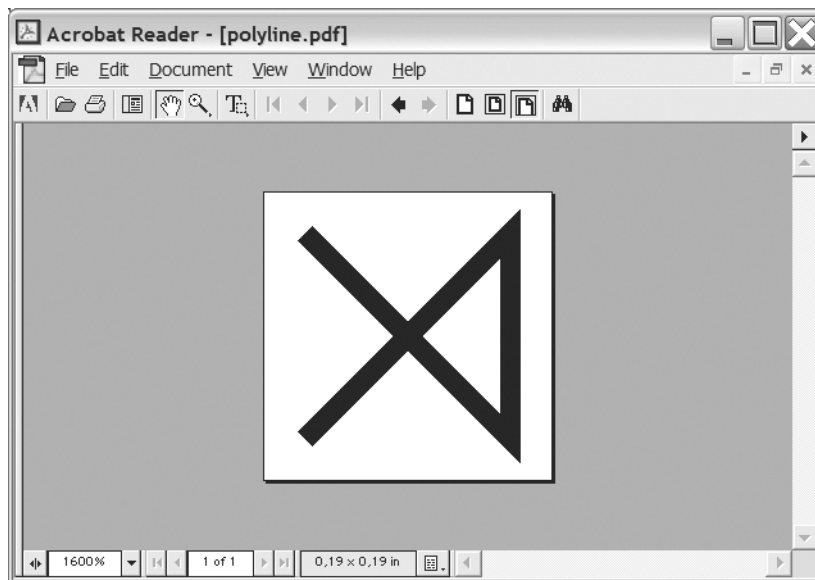 Acrobat Reader - [polyline.pdf]
File Edit Document View Window Help
1600% 1 of 1 0,19 x 0,19 in